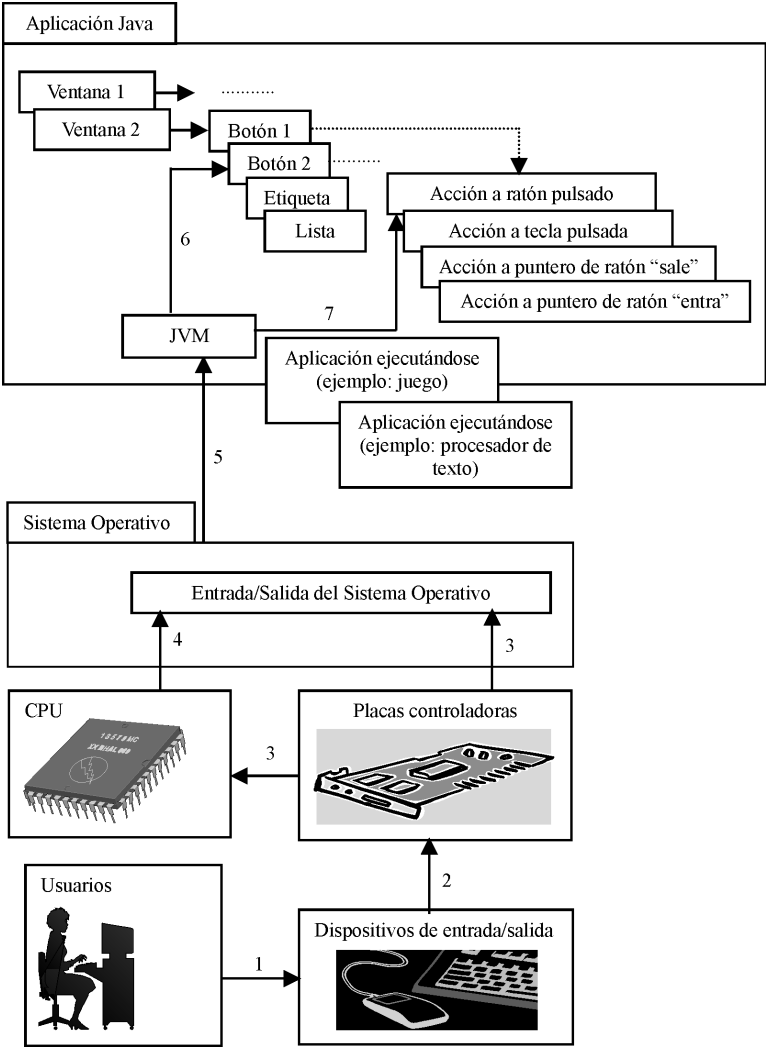 Aplicación Java
Ventana 1
..........
Ventana 2
Botón 1
Botón 2
..........
Etiqueta
Lista
Acción a ratón pulsado
Acción a tecla pulsada
Acción a puntero de ratón “sale”
Acción a puntero de ratón “entra”
6
7
JVM
Aplicación ejecutándose
(ejemplo: juego)
Aplicación ejecutándose
(ejemplo: procesador de
texto)
5
Sistema Operativo
Entrada/Salida del Sistema Operativo
4
3
CPU
Placas controladoras
3
2
Usuarios
Dispositivos de entrada/salida
1